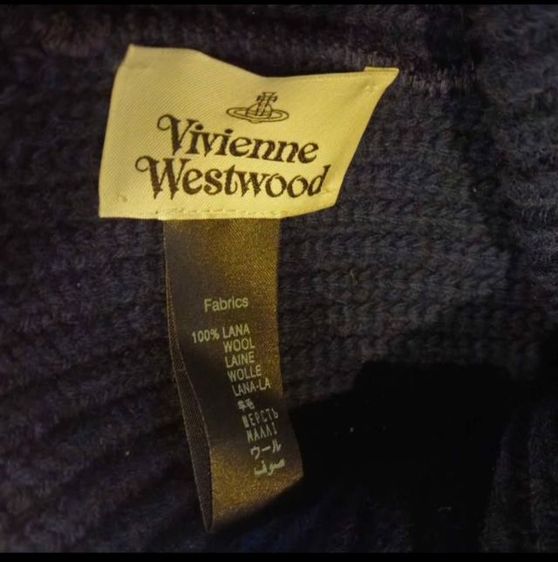 Vivienne
Westwood
Fabrics
100% LANA
WOOL
LAINE
WOLLE
LANA-LA
羊毛
ШЕРСТЬ
ΜΑΛΛΙ
ウール
صوف